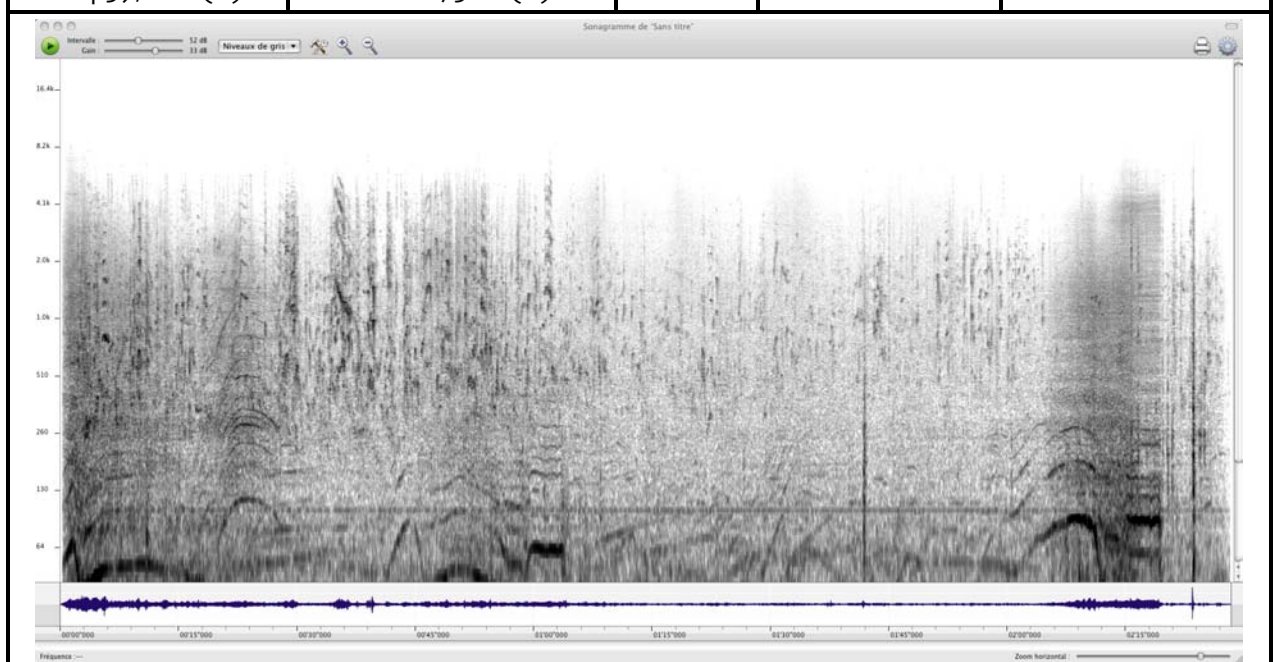 Sonagramme de "Sans titre"
Intervalle : 52 dB
Gain : 33 dB
Niveaux de gris
16.4k
8.2k
4.1k
2.0k
1.0k
510
260
130
64
00'00"000 00'15"000 00'30"000 00'45"000 01'00"000 01'15"000 01'30"000 01'45"000 02'00"000 02'15"000
Fréquence :--- Zoom horizontal :